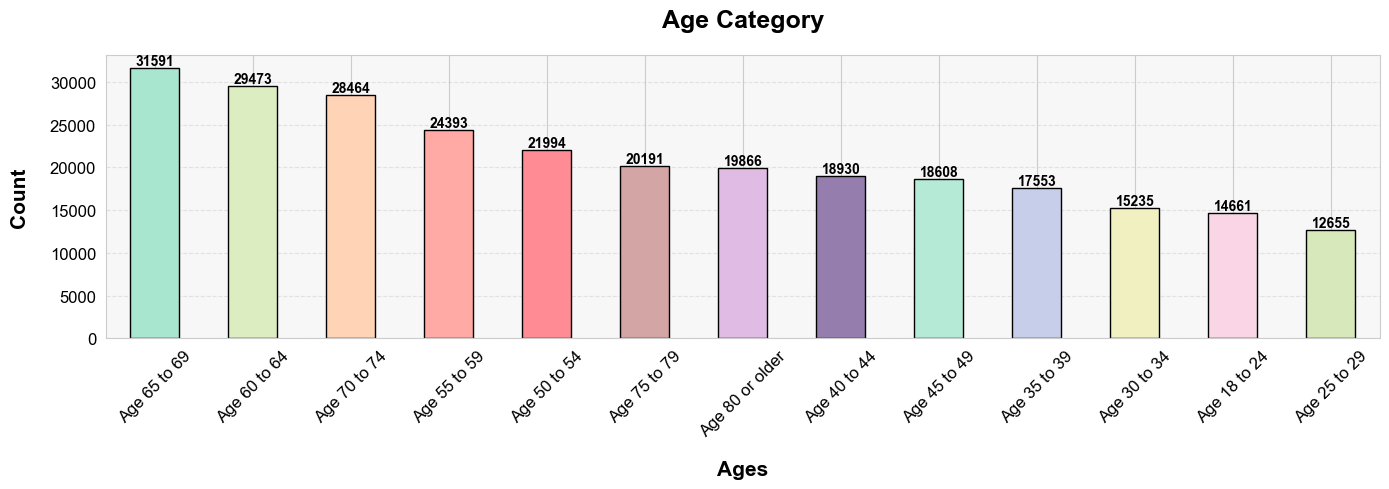 Age Category
Count
30000
25000
20000
15000
10000
5000
0
31591
29473
28464
24393
21994
20191
19866
18930
18608
17553
15235
14661
12655
Age 65 to 69
Age 60 to 64
Age 70 to 74
Age 55 to 59
Age 50 to 54
Age 75 to 79
Age 80 or older
Age 40 to 44
Age 45 to 49
Age 35 to 39
Age 30 to 34
Age 18 to 24
Age 25 to 29
Ages